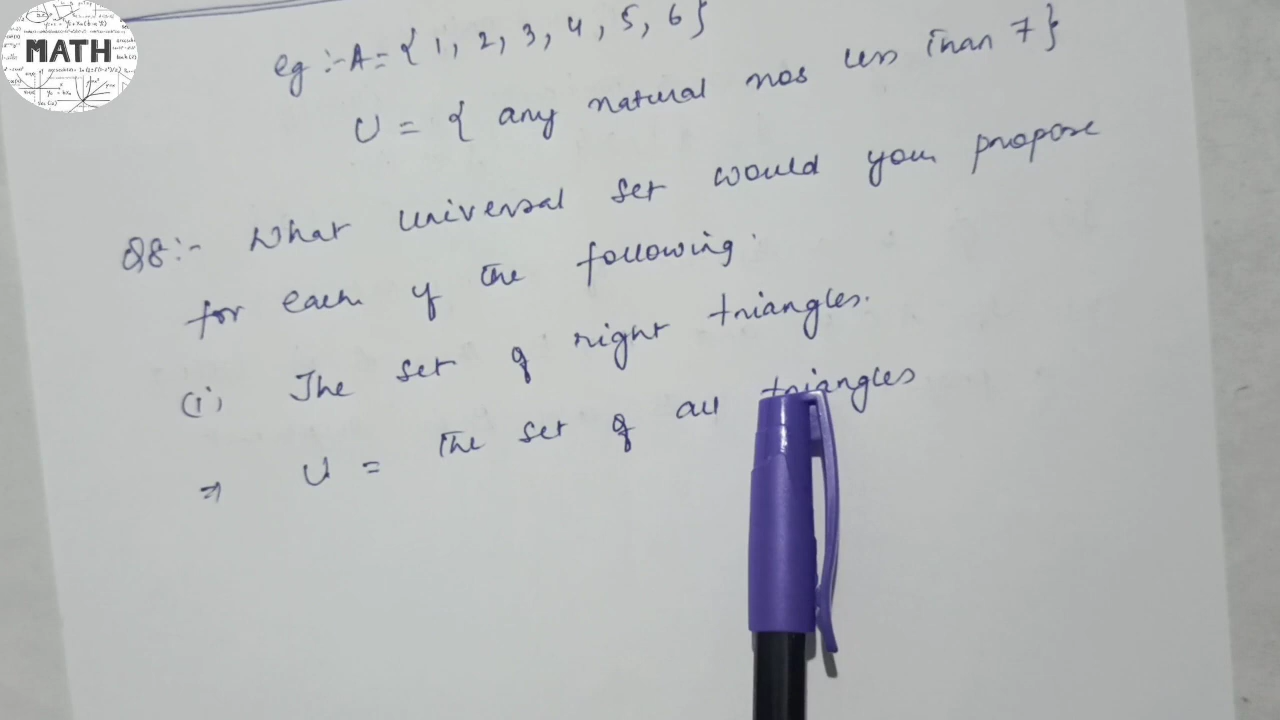 MATH
eg :- A = { 1, 2, 3, 4, 5, 6 }
U = { any natural nos less than 7 }
Q8:- What universal set would you propose
for each of the following:
(i) The set of right triangles.
⇒ U = The set of all triangles